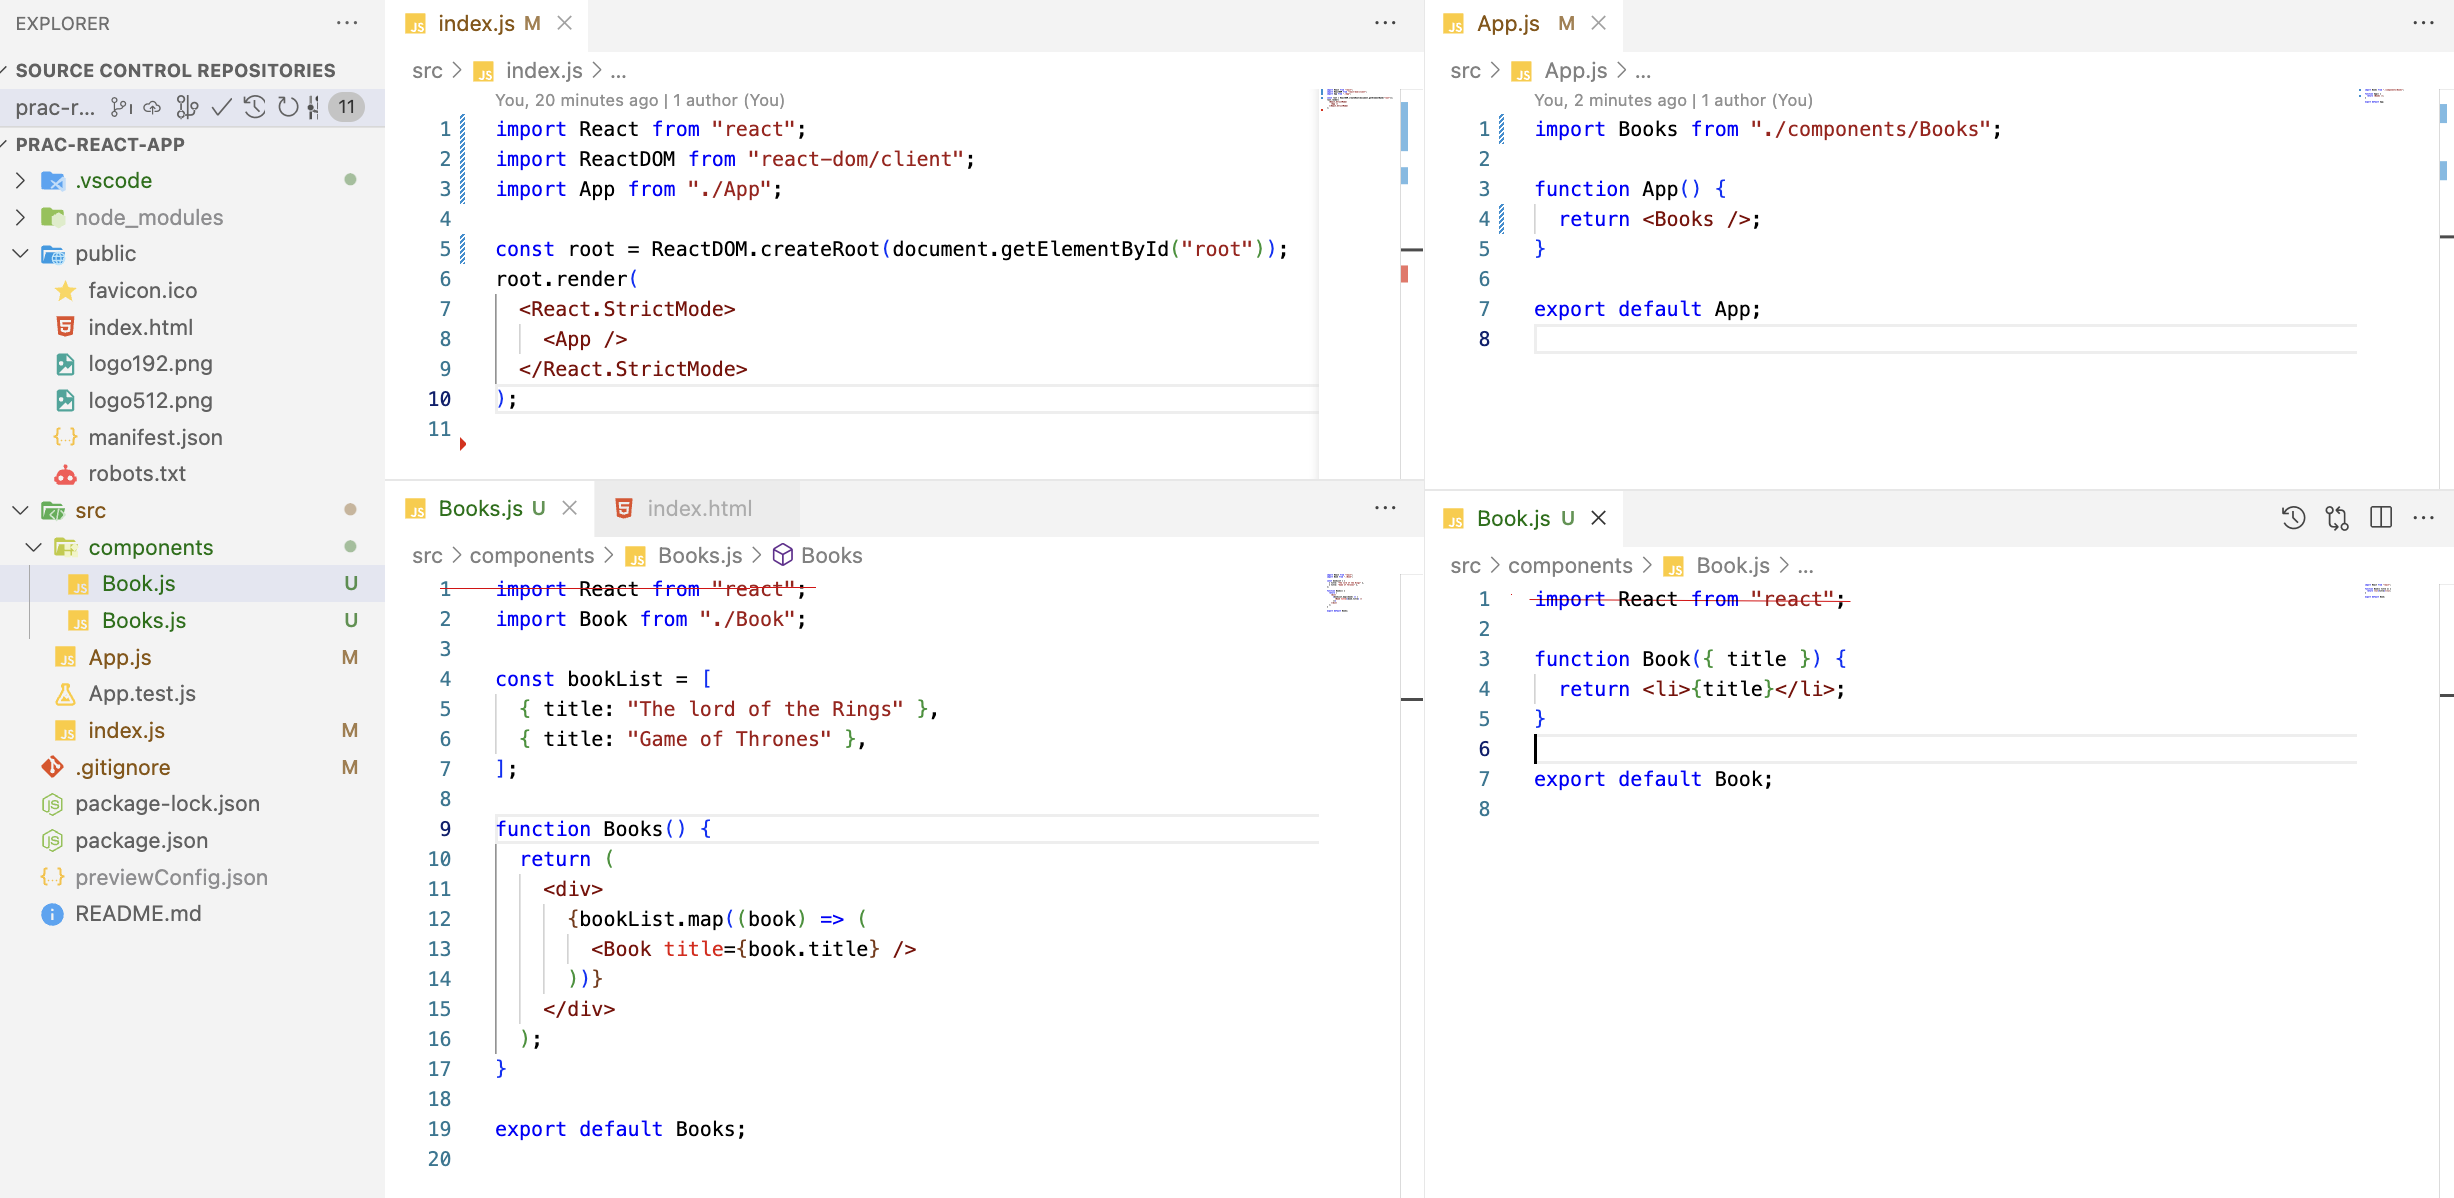 EXPLORER
SOURCE CONTROL REPOSITORIES
prac-r... 11
PRAC-REACT-APP
.vscode
node_modules
public
favicon.ico
index.html
logo192.png
logo512.png
manifest.json
robots.txt
src
components
Book.js U
Books.js U
App.js M
App.test.js
index.js M
.gitignore M
package-lock.json
package.json
previewConfig.json
README.md
index.js M
src > index.js > ...
You, 20 minutes ago | 1 author (You)
1 import React from "react";
2 import ReactDOM from "react-dom/client";
3 import App from "./App";
4
5 const root = ReactDOM.createRoot(document.getElementById("root"));
6 root.render(
7 <React.StrictMode>
8 <App />
9 </React.StrictMode>
10 );
11
App.js M
src > App.js > ...
You, 2 minutes ago | 1 author (You)
1 import Books from "./components/Books";
2
3 function App() {
4 return <Books />;
5 }
6
7 export default App;
8
Books.js U index.html
src > components > Books.js > Books
1 import React from "react";
2 import Book from "./Book";
3
4 const bookList = [
5 { title: "The lord of the Rings" },
6 { title: "Game of Thrones" },
7 ];
8
9 function Books() {
10 return (
11 <div>
12 {bookList.map((book) => (
13 <Book title={book.title} />
14 ))}
15 </div>
16 );
17 }
18
19 export default Books;
20
Book.js U
src > components > Book.js > ...
1 import React from "react";
2
3 function Book({ title }) {
4 return <li>{title}</li>;
5 }
6
7 export default Book;
8